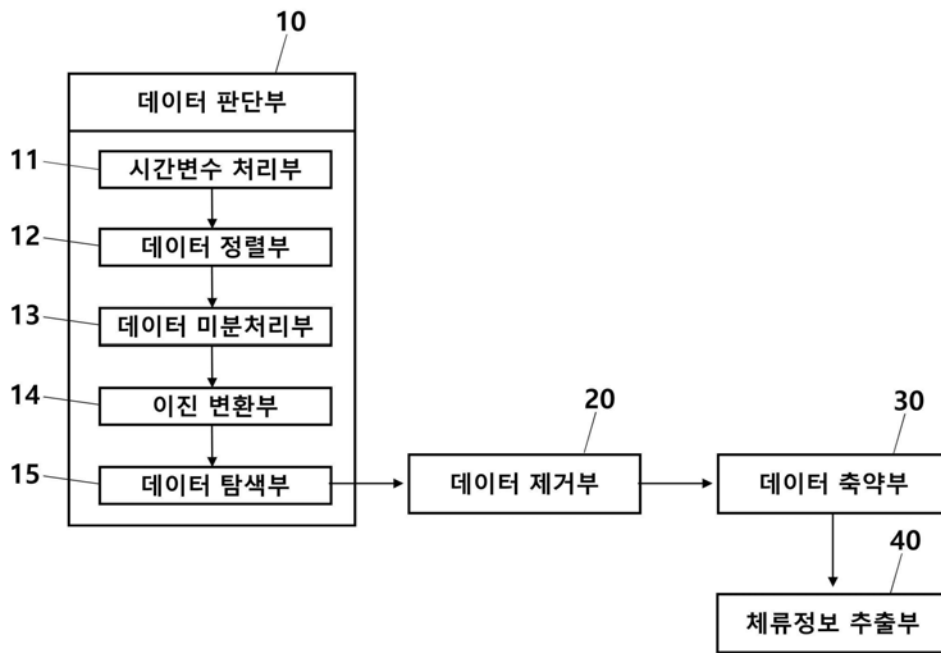 10
데이터 판단부
11
시간변수 처리부
12
데이터 정렬부
13
데이터 미분처리부
14
이진 변환부
15
데이터 탐색부
20
데이터 제거부
30
데이터 축약부
40
체류정보 추출부